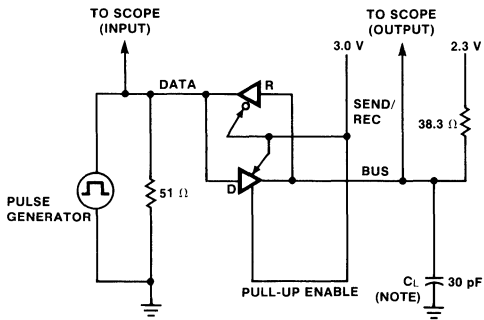 TO SCOPE
(INPUT)
TO SCOPE
(OUTPUT)
3.0 V
2.3 V
DATA
R
SEND/
REC
38.3 Ω
D
BUS
PULSE
GENERATOR
51 Ω
PULL-UP ENABLE
CL
(NOTE)
30 pF